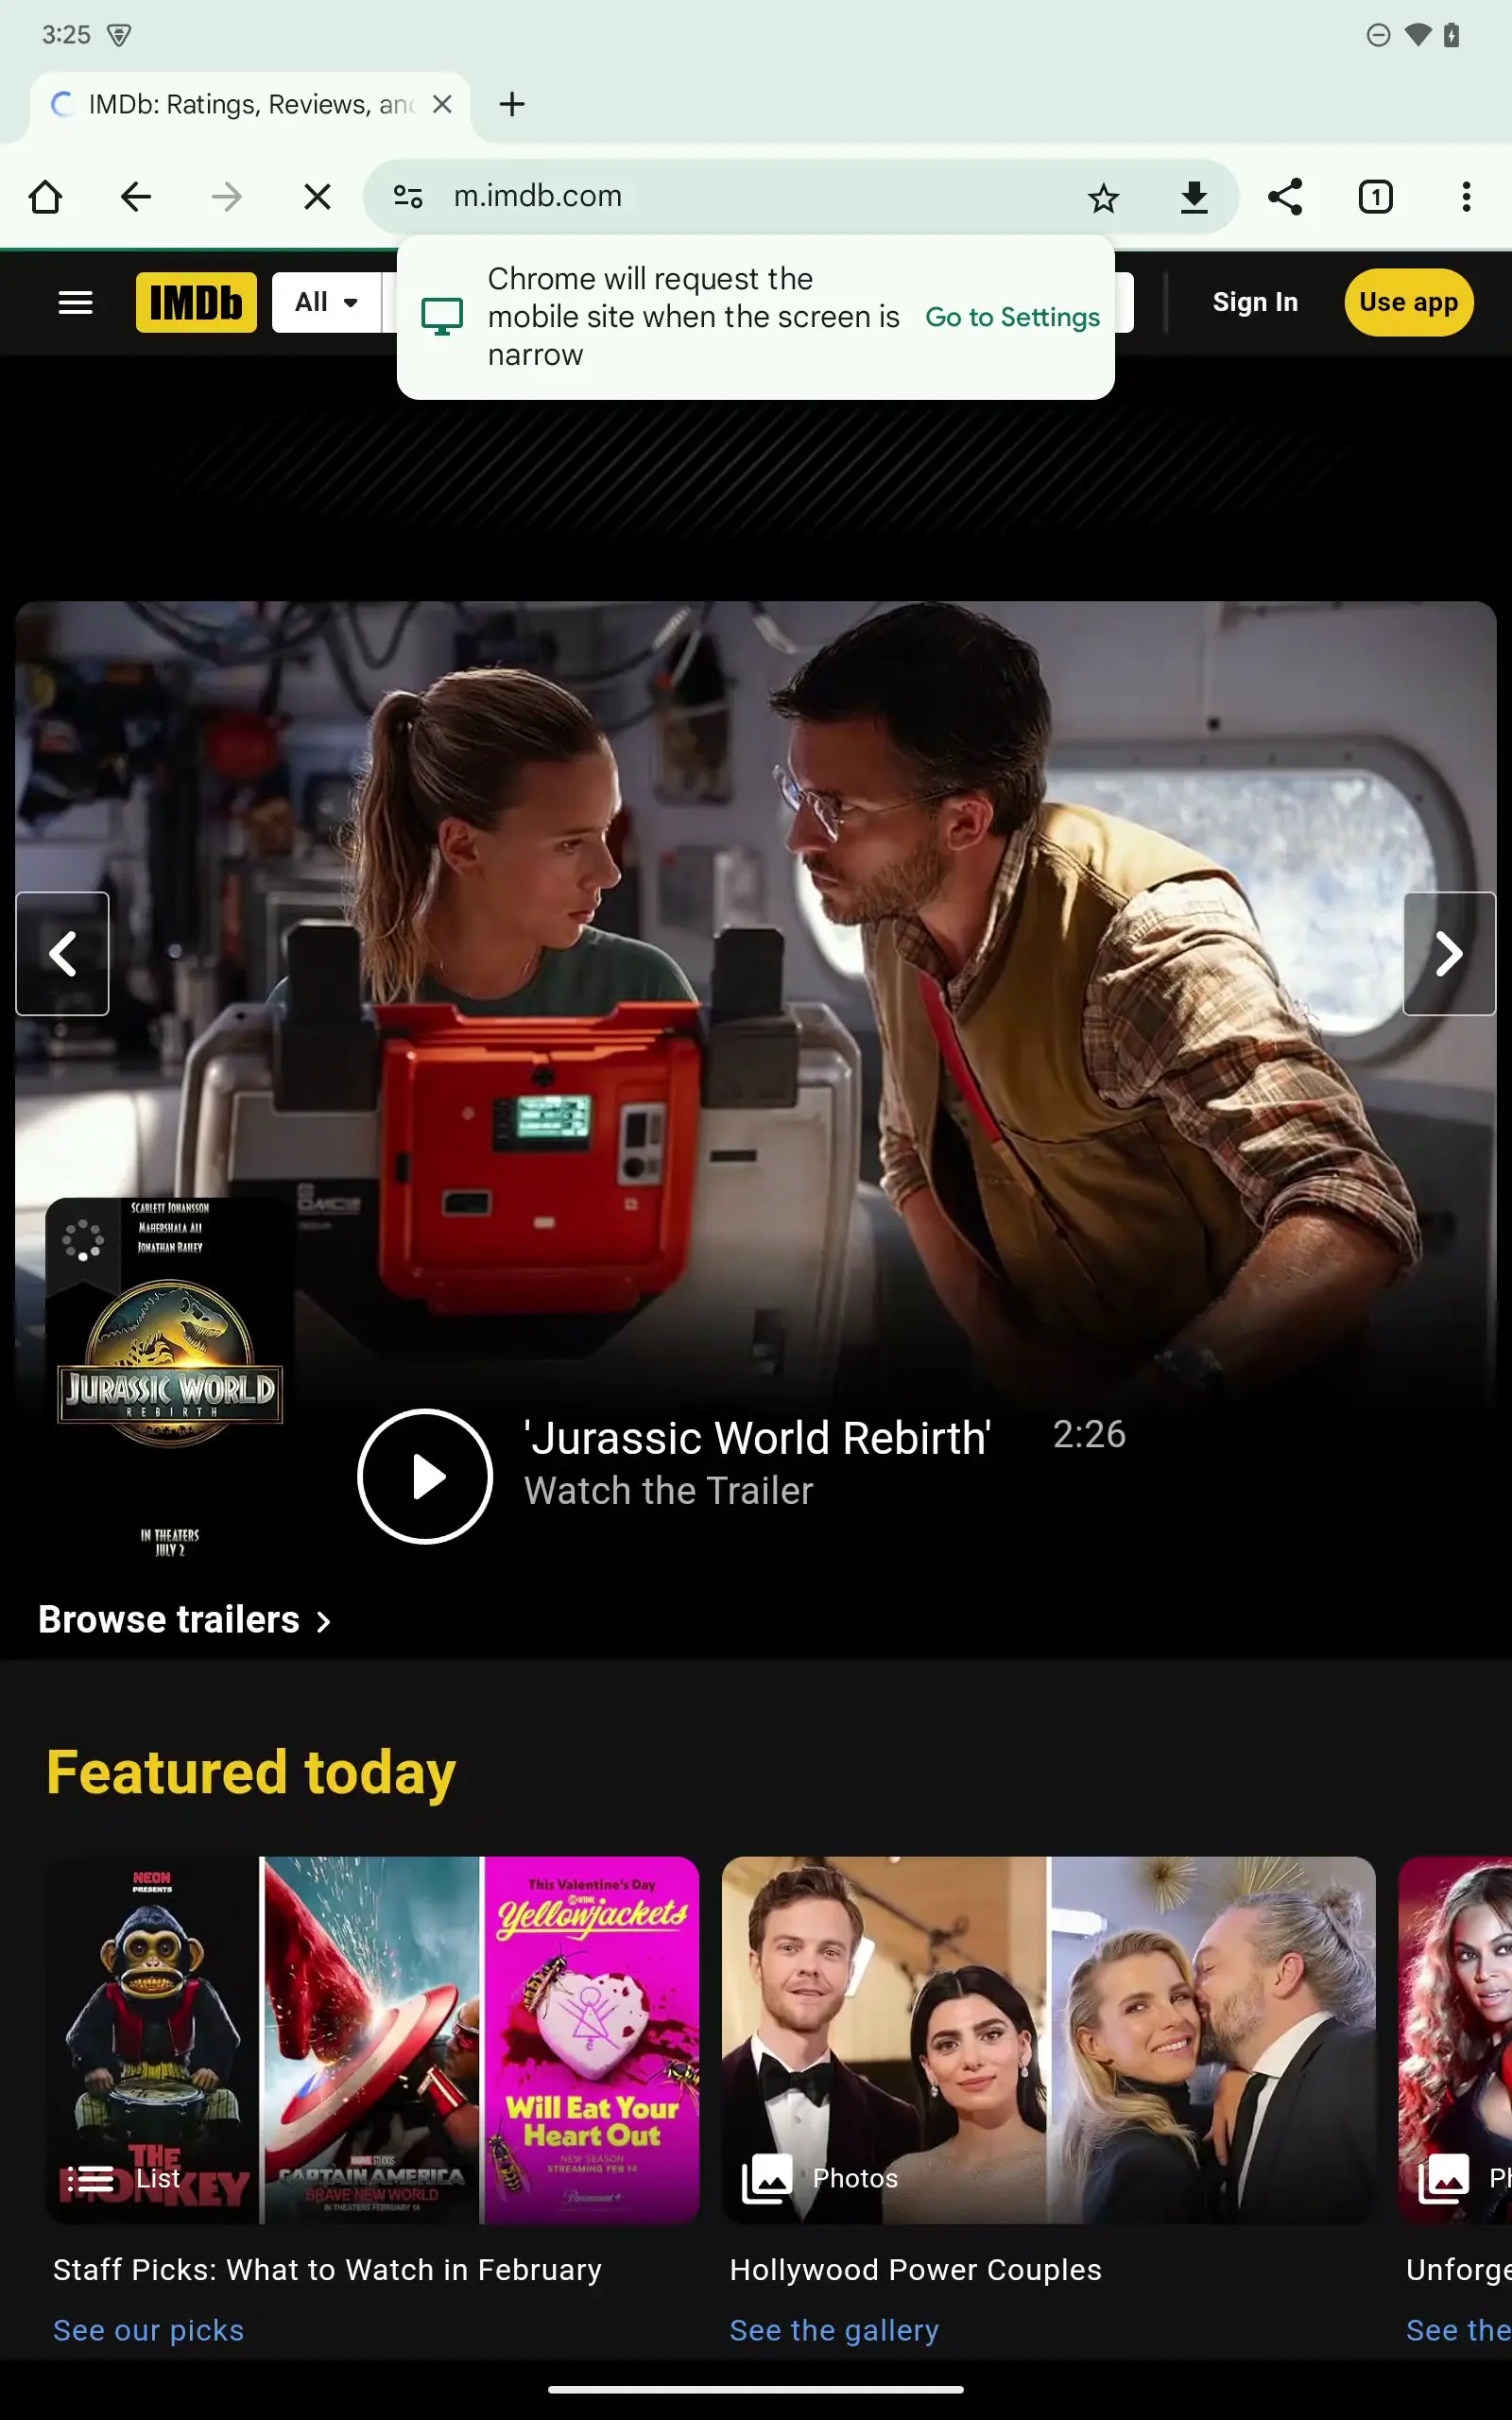 3:25
IMDb: Ratings, Reviews, and
m.imdb.com
1
IMDb
All
Chrome will request the
mobile site when the screen is
narrow
Go to Settings
Sign In
Use app
SCARLETT JOHANSSON
MAHERSHALA ALI
JONATHAN BAILEY
JURASSIC WORLD
REBIRTH
IN THEATERS
JULY 2
'Jurassic World Rebirth'
2:26
Watch the Trailer
Browse trailers
Featured today
NEON
PRESENTS
THE
MONKEY
List
MARVEL STUDIOS
CAPTAIN AMERICA
BRAVE NEW WORLD
IN THEATERS FEBRUARY 14
This Valentine's Day
SHOWTIME
Yellowjackets
Will Eat Your
Heart Out
NEW SEASON
STREAMING FEB 14
Paramount+
Photos
Ph
Staff Picks: What to Watch in February
Hollywood Power Couples
Unforge
See our picks
See the gallery
See the